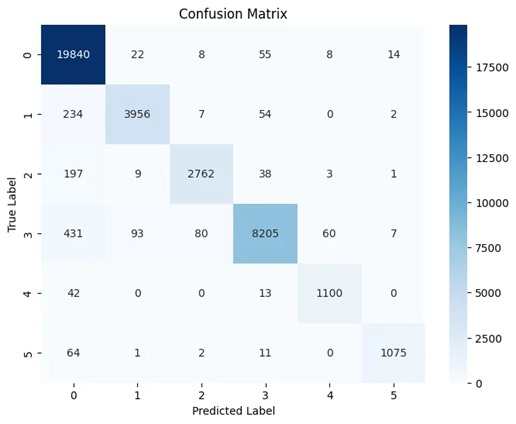 Confusion Matrix
0 19840 22 8 55 8 14
1 234 3956 7 54 0 2
2 197 9 2762 38 3 1
3 431 93 80 8205 60 7
4 42 0 0 13 1100 0
5 64 1 2 11 0 1075
0 1 2 3 4 5
True Label
Predicted Label
17500
15000
12500
10000
7500
5000
2500
0